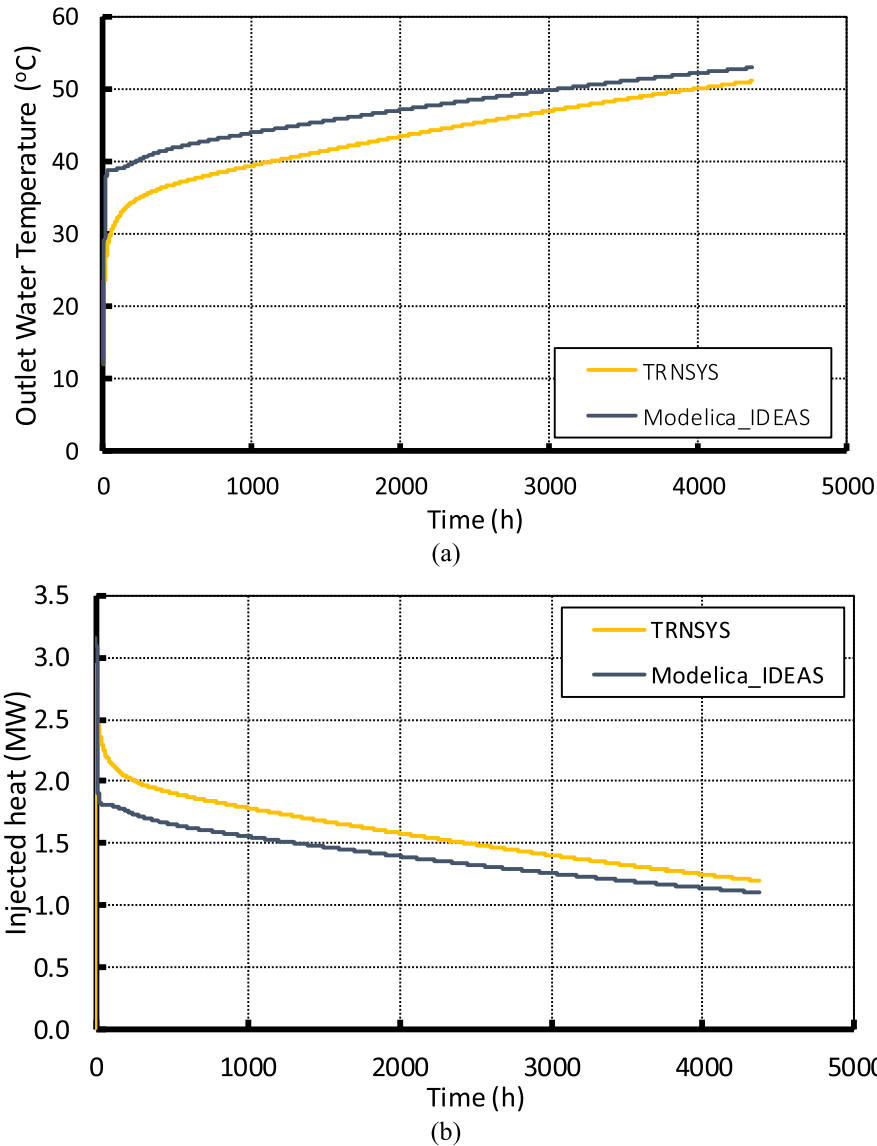 60
50
40
30
20
10
0
Outlet Water Temperature (°C)
TRNSYS
Modelica_IDEAS
0 1000 2000 3000 4000 5000
Time (h)
(a)
3.5
3.0
2.5
2.0
1.5
1.0
0.5
0.0
Injected heat (MW)
TRNSYS
Modelica_IDEAS
0 1000 2000 3000 4000 5000
Time (h)
(b)